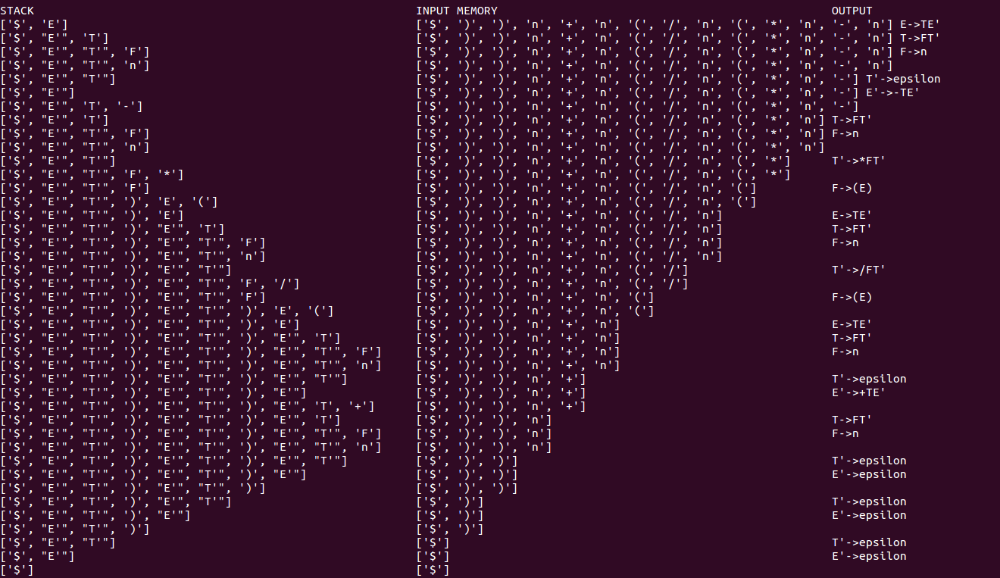 STACK INPUT MEMORY OUTPUT
['$', 'E'] ['$', ')', ')', 'n', '+', 'n', '(', '/', 'n', '(', '*', 'n', '-', 'n'] E->TE'
['$', "E'", 'T'] ['$', ')', ')', 'n', '+', 'n', '(', '/', 'n', '(', '*', 'n', '-', 'n'] T->FT'
['$', "E'", "T'", 'F'] ['$', ')', ')', 'n', '+', 'n', '(', '/', 'n', '(', '*', 'n', '-', 'n'] F->n
['$', "E'", "T'", 'n'] ['$', ')', ')', 'n', '+', 'n', '(', '/', 'n', '(', '*', 'n', '-', 'n']
['$', "E'", "T'"] ['$', ')', ')', 'n', '+', 'n', '(', '/', 'n', '(', '*', 'n', '-'] T'->epsilon
['$', "E'"] ['$', ')', ')', 'n', '+', 'n', '(', '/', 'n', '(', '*', 'n', '-'] E'->-TE'
['$', "E'", 'T', '-'] ['$', ')', ')', 'n', '+', 'n', '(', '/', 'n', '(', '*', 'n', '-']
['$', "E'", 'T'] ['$', ')', ')', 'n', '+', 'n', '(', '/', 'n', '(', '*', 'n'] T->FT'
['$', "E'", "T'", 'F'] ['$', ')', ')', 'n', '+', 'n', '(', '/', 'n', '(', '*', 'n'] F->n
['$', "E'", "T'", 'n'] ['$', ')', ')', 'n', '+', 'n', '(', '/', 'n', '(', '*', 'n']
['$', "E'", "T'"] ['$', ')', ')', 'n', '+', 'n', '(', '/', 'n', '(', '*'] T'->*FT'
['$', "E'", "T'", 'F', '*'] ['$', ')', ')', 'n', '+', 'n', '(', '/', 'n', '(', '*']
['$', "E'", "T'", 'F'] ['$', ')', ')', 'n', '+', 'n', '(', '/', 'n', '('] F->(E)
['$', "E'", "T'", ')', 'E', '('] ['$', ')', ')', 'n', '+', 'n', '(', '/', 'n', '(']
['$', "E'", "T'", ')', 'E'] ['$', ')', ')', 'n', '+', 'n', '(', '/', 'n'] E->TE'
['$', "E'", "T'", ')', "E'", 'T'] ['$', ')', ')', 'n', '+', 'n', '(', '/', 'n'] T->FT'
['$', "E'", "T'", ')', "E'", "T'", 'F'] ['$', ')', ')', 'n', '+', 'n', '(', '/', 'n'] F->n
['$', "E'", "T'", ')', "E'", "T'", 'n'] ['$', ')', ')', 'n', '+', 'n', '(', '/', 'n']
['$', "E'", "T'", ')', "E'", "T'"] ['$', ')', ')', 'n', '+', 'n', '(', '/'] T'->/FT'
['$', "E'", "T'", ')', "E'", "T'", 'F', '/'] ['$', ')', ')', 'n', '+', 'n', '(', '/']
['$', "E'", "T'", ')', "E'", "T'", 'F'] ['$', ')', ')', 'n', '+', 'n', '('] F->(E)
['$', "E'", "T'", ')', "E'", "T'", ')', 'E', '('] ['$', ')', ')', 'n', '+', 'n', '(']
['$', "E'", "T'", ')', "E'", "T'", ')', 'E'] ['$', ')', ')', 'n', '+', 'n'] E->TE'
['$', "E'", "T'", ')', "E'", "T'", ')', "E'", 'T'] ['$', ')', ')', 'n', '+', 'n'] T->FT'
['$', "E'", "T'", ')', "E'", "T'", ')', "E'", "T'", 'F'] ['$', ')', ')', 'n', '+', 'n'] F->n
['$', "E'", "T'", ')', "E'", "T'", ')', "E'", "T'", 'n'] ['$', ')', ')', 'n', '+', 'n']
['$', "E'", "T'", ')', "E'", "T'", ')', "E'", "T'"] ['$', ')', ')', 'n', '+'] T'->epsilon
['$', "E'", "T'", ')', "E'", "T'", ')', "E'"] ['$', ')', ')', 'n', '+'] E'->+TE'
['$', "E'", "T'", ')', "E'", "T'", ')', "E'", 'T', '+'] ['$', ')', ')', 'n', '+']
['$', "E'", "T'", ')', "E'", "T'", ')', "E'", 'T'] ['$', ')', ')', 'n'] T->FT'
['$', "E'", "T'", ')', "E'", "T'", ')', "E'", "T'", 'F'] ['$', ')', ')', 'n'] F->n
['$', "E'", "T'", ')', "E'", "T'", ')', "E'", "T'", 'n'] ['$', ')', ')', 'n']
['$', "E'", "T'", ')', "E'", "T'", ')', "E'", "T'"] ['$', ')', ')'] T'->epsilon
['$', "E'", "T'", ')', "E'", "T'", ')', "E'"] ['$', ')', ')'] E'->epsilon
['$', "E'", "T'", ')', "E'", "T'", ')'] ['$', ')', ')']
['$', "E'", "T'", ')', "E'", "T'"] ['$', ')'] T'->epsilon
['$', "E'", "T'", ')', "E'"] ['$', ')'] E'->epsilon
['$', "E'", "T'", ')'] ['$', ')']
['$', "E'", "T'"] ['$'] T'->epsilon
['$', "E'"] ['$'] E'->epsilon
['$'] ['$']